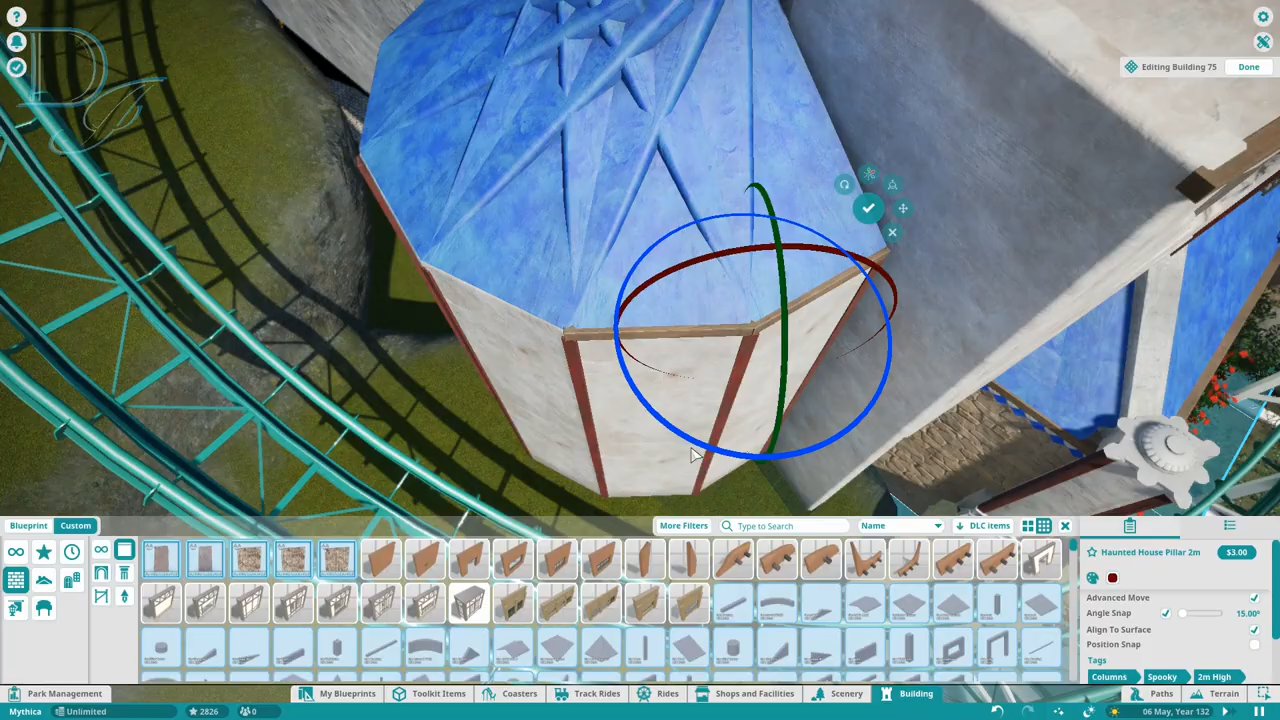 Editing Building 75
Done
Blueprint
Custom
More Filters
Type to Search
Name
DLC items
Haunted House Pillar 2m
$3.00
Advanced Move
Angle Snap
15.00°
Align To Surface
Position Snap
Tags
Columns
Spooky
2m High
Park Management
My Blueprints
Toolkit Items
Coasters
Track Rides
Rides
Shops and Facilities
Scenery
Building
Paths
Terrain
Mythica
Unlimited
2826
0
06 May, Year 132